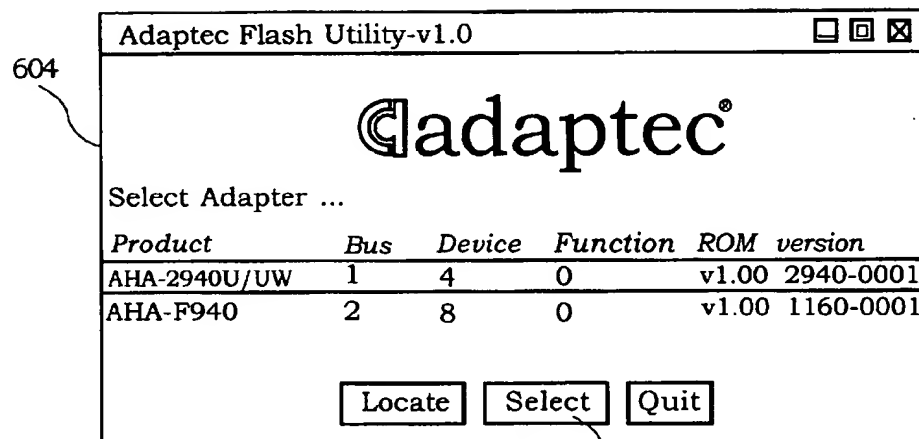 Adaptec Flash Utility-v1.0
604
adaptec®
Select Adapter ...
Product Bus Device Function ROM version
AHA-2940U/UW 1 4 0 v1.00 2940-0001
AHA-F940 2 8 0 v1.00 1160-0001
Locate Select Quit